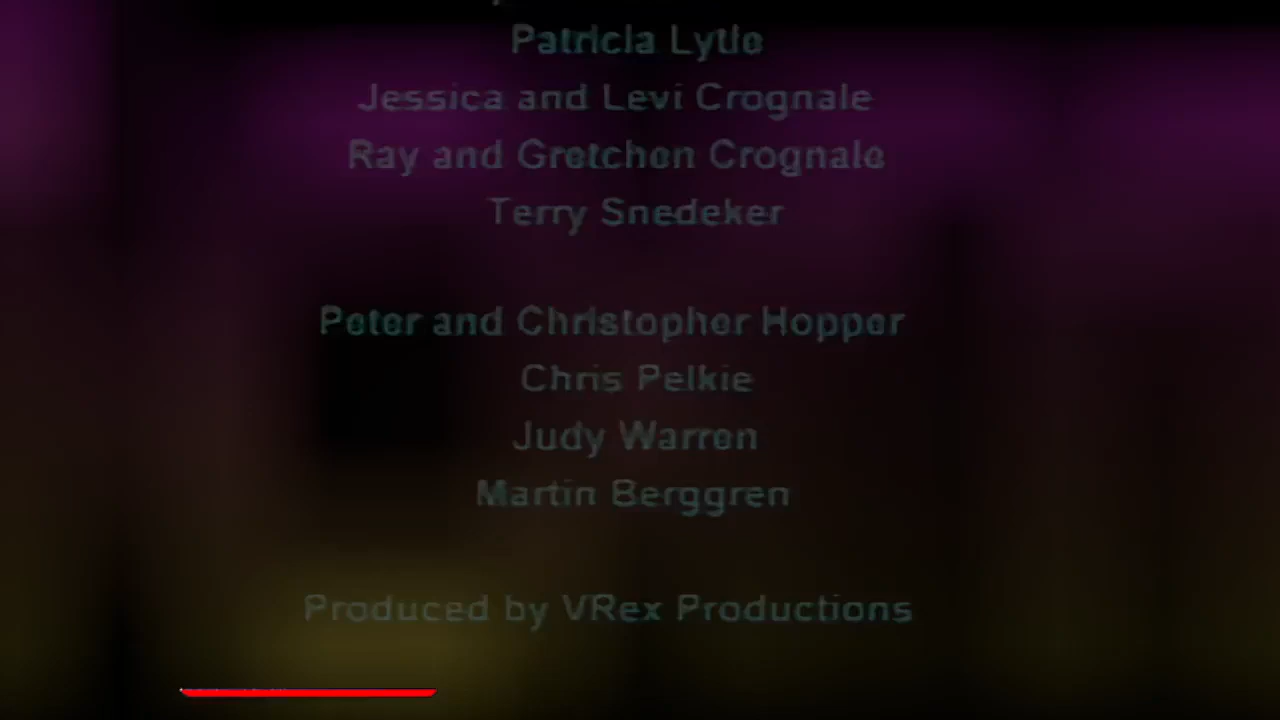 Patricia Lytle
Jessica and Levi Crognale
Ray and Gretchen Crognale
Terry Snedeker
Peter and Christopher Hopper
Chris Pelkie
Judy Warren
Martin Berggren
Produced by VRex Productions